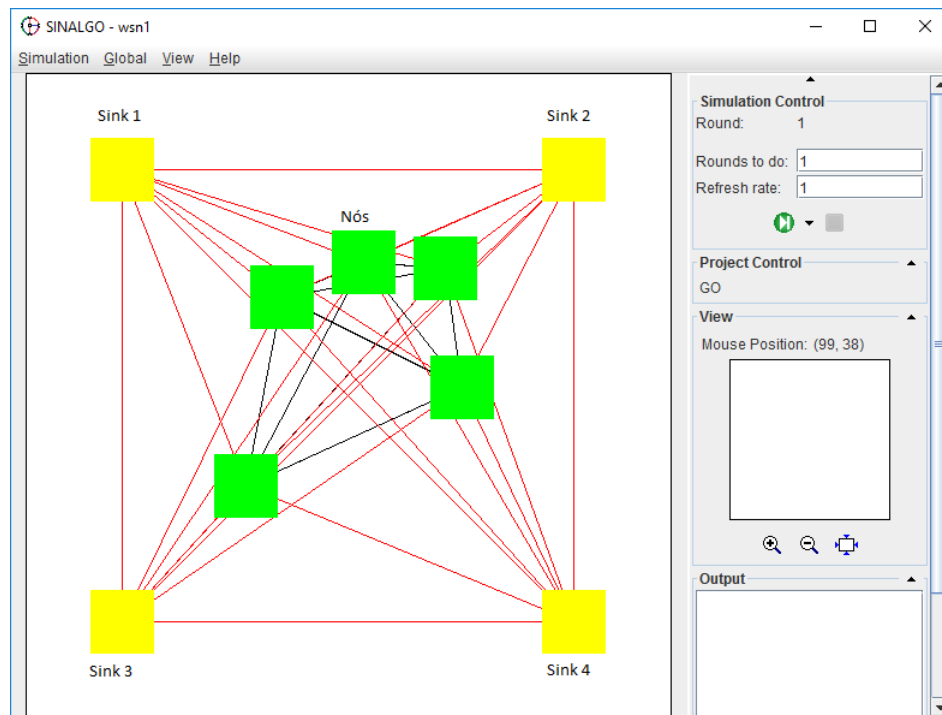 SINALGO - wsn1
Simulation Global View Help
Sink 1
Sink 2
Nós
Sink 3
Sink 4
Simulation Control
Round: 1
Rounds to do: 1
Refresh rate: 1
Project Control
GO
View
Mouse Position: (99, 38)
Output